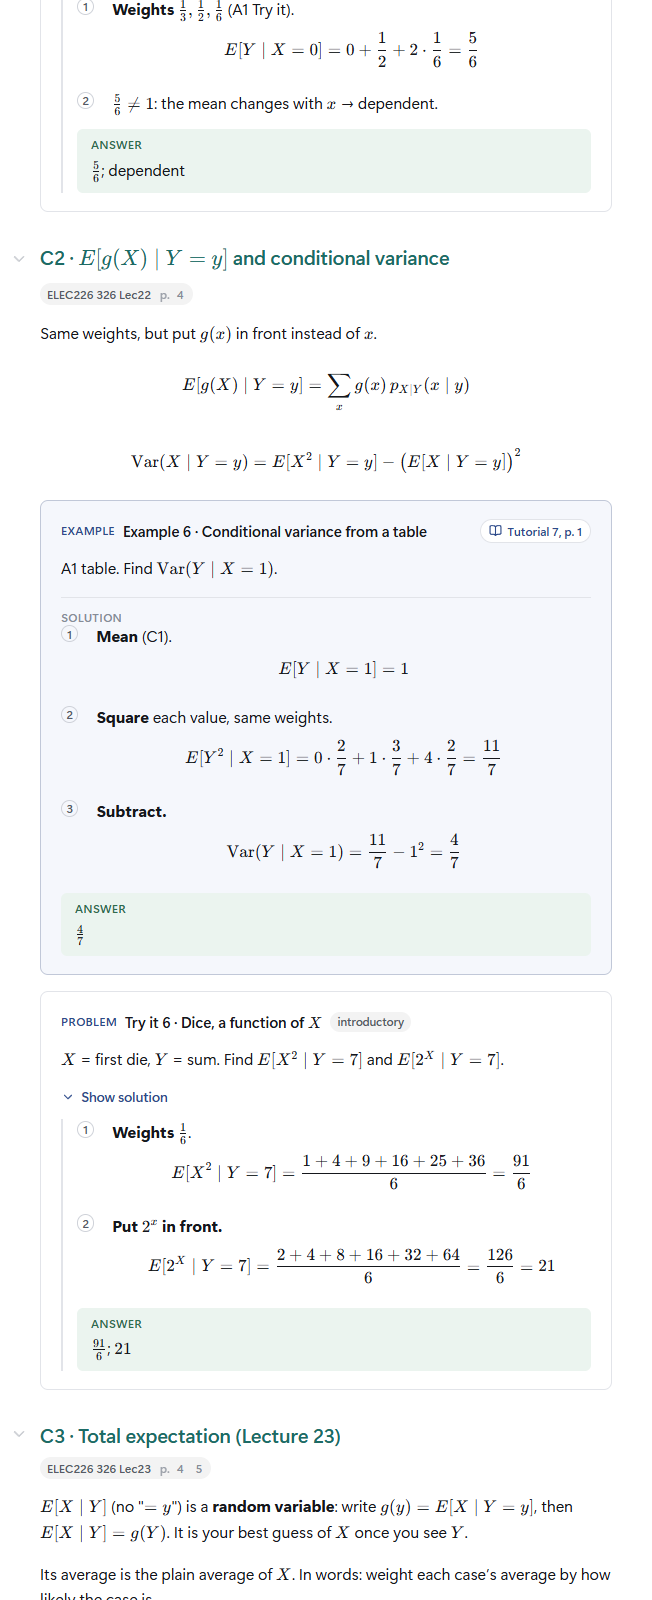 1 Weights 1/3, 1/2, 1/6 (A1 Try it).
E[Y | X = 0] = 0 + 1/2 + 2 · 1/6 = 5/6
2 5/6 ≠ 1: the mean changes with x → dependent.
ANSWER
5/6; dependent
C2 · E[g(X) | Y = y] and conditional variance
ELEC226 326 Lec22 p. 4
Same weights, but put g(x) in front instead of x.
E[g(X) | Y = y] = ∑_x g(x) p_{X|Y}(x | y)
Var(X | Y = y) = E[X² | Y = y] − (E[X | Y = y])²
EXAMPLE Example 6 · Conditional variance from a table Tutorial 7, p. 1
A1 table. Find Var(Y | X = 1).
SOLUTION
1 Mean (C1).
E[Y | X = 1] = 1
2 Square each value, same weights.
E[Y² | X = 1] = 0 · 2/7 + 1 · 3/7 + 4 · 2/7 = 11/7
3 Subtract.
Var(Y | X = 1) = 11/7 − 1² = 4/7
ANSWER
4/7
PROBLEM Try it 6 · Dice, a function of X introductory
X = first die, Y = sum. Find E[X² | Y = 7] and E[2^X | Y = 7].
Show solution
1 Weights 1/6.
E[X² | Y = 7] = (1 + 4 + 9 + 16 + 25 + 36)/6 = 91/6
2 Put 2^x in front.
E[2^X | Y = 7] = (2 + 4 + 8 + 16 + 32 + 64)/6 = 126/6 = 21
ANSWER
91/6; 21
C3 · Total expectation (Lecture 23)
ELEC226 326 Lec23 p. 4 5
E[X | Y] (no "= y") is a random variable: write g(y) = E[X | Y = y], then
E[X | Y] = g(Y). It is your best guess of X once you see Y.
Its average is the plain average of X. In words: weight each case's average by how
likely the case is.